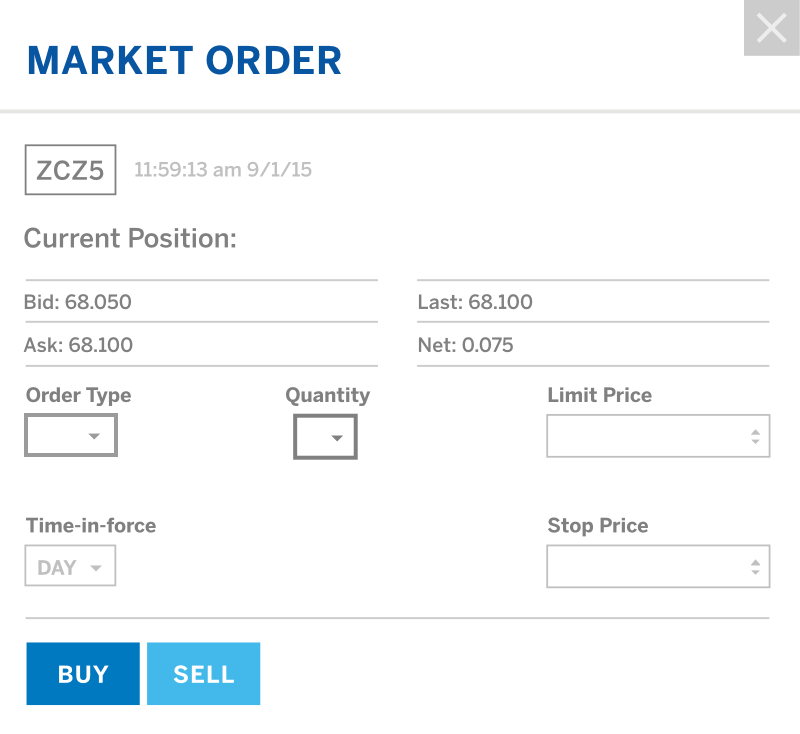 MARKET ORDER
ZCZ5 11:59:13 am 9/1/15
Current Position:
Bid: 68.050 Last: 68.100
Ask: 68.100 Net: 0.075
Order Type Quantity Limit Price
Time-in-force Stop Price
DAY
BUY SELL